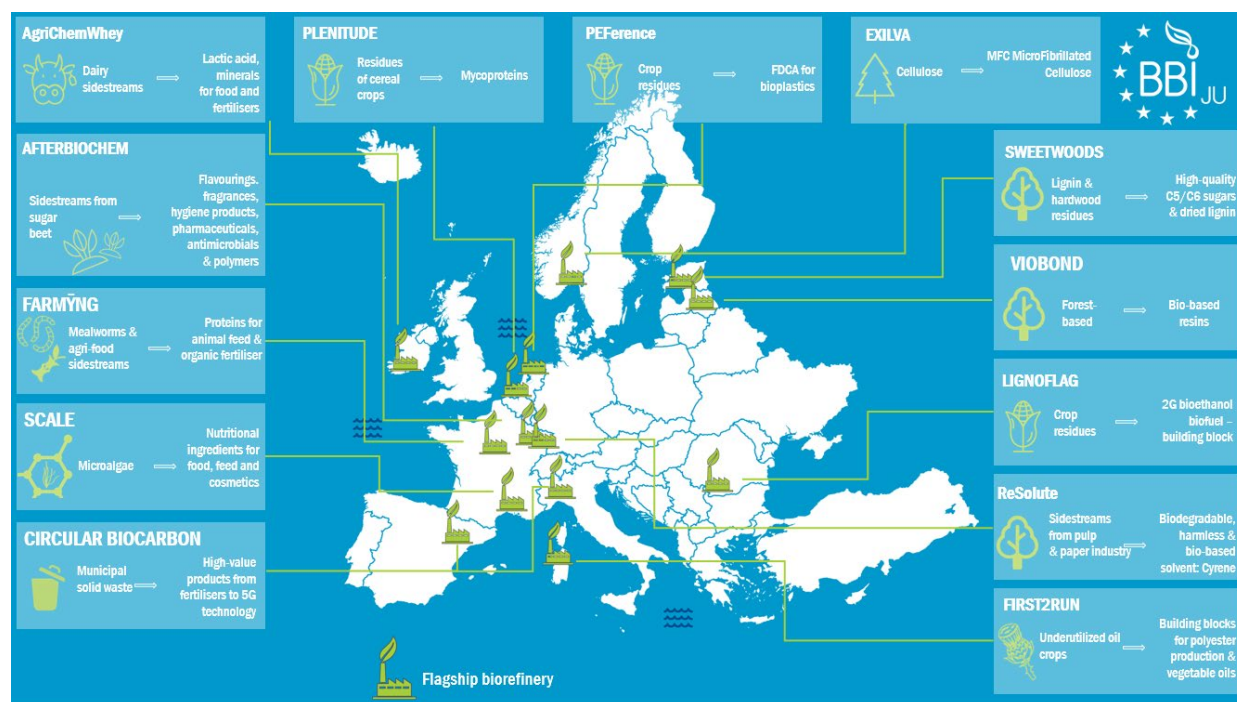 AgriChemWhey
Dairy
sidestreams
Lactic acid,
minerals
for food and
fertilisers
PLENITUDE
Residues
of cereal
crops
Mycoproteins
PEFerence
Crop
residues
FDCA for
bioplastics
EXILVA
Cellulose
MFC MicroFibrillated
Cellulose
BBI JU
AFTERBIOCHEM
Sidestreams from
sugar
beet
Flavourings.
fragrances,
hygiene products,
pharmaceuticals,
antimicrobials
& polymers
SWEETWOODS
Lignin &
hardwood
residues
High-quality
C5/C6 sugars
& dried lignin
VIOBOND
Forest-
based
Bio-based
resins
FARMŸNG
Mealworms &
agri-food
sidestreams
Proteins for
animal feed &
organic fertiliser
LIGNOFLAG
Crop
residues
2G bioethanol
biofuel –
building block
SCALE
Microalgae
Nutritional
ingredients for
food, feed and
cosmetics
ReSolute
Sidestreams
from pulp
& paper industry
Biodegradable,
harmless &
bio-based
solvent: Cyrene
CIRCULAR BIOCARBON
Municipal
solid waste
High-value
products from
fertilisers to 5G
technology
FIRST2RUN
Underutilized oil
crops
Building blocks
for polyester
production &
vegetable oils
Flagship biorefinery